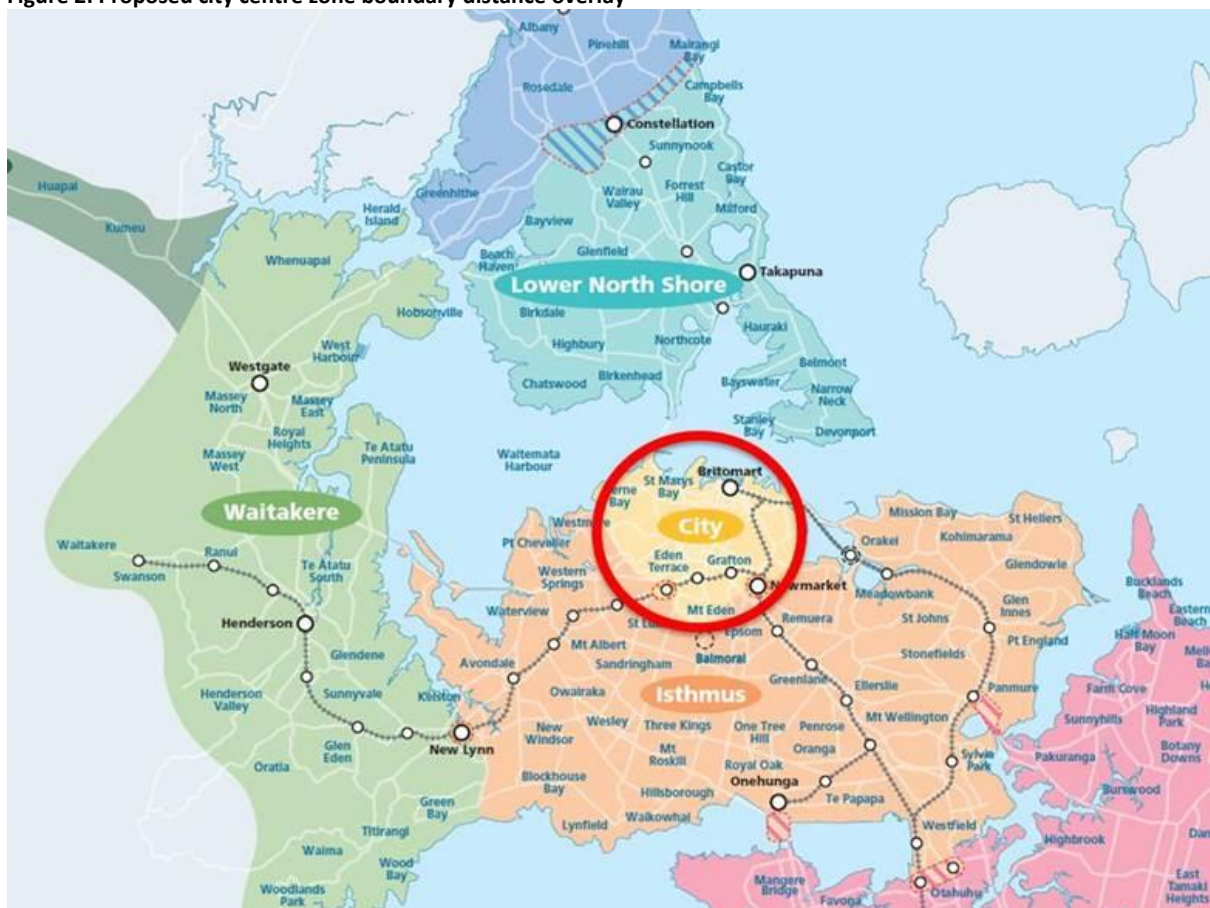 Figure 2: Proposed city centre zone boundary distance overlay
Albany
Pinehill
Mairangi
Bay
Rosedale
Campbells
Bay
Constellation
Sunnynook
Huapai
Kumeu
Greenhithe
Herald
Island
Wairau
Valley
Forrest
Hill
Castor
Bay
Milford
Bayview
Glenfield
Whenuapai
Beach
Haven
Lower North Shore
Takapuna
Hobsonville
Birkdale
Northcote
Hauraki
Highbury
West
Harbour
Westgate
Belmont
Chatswood
Birkenhead
Bayswater
Narrow
Neck
Massey
North
Massey
East
Royal
Heights
Stanley
Bay
Devonport
Massey
West
Te Atatu
Peninsula
Waitemata
Harbour
Britomart
St Marys
Bay
erne
Bay
Waitakere
City
Mission Bay
St Heliers
Westmere
Pt Chevalier
Orakei
Kohimarama
Waitakere
Swanson
Ranui
Te Atatu
South
Western
Springs
Eden
Terrace
Grafton
Glendowie
Newmarket
Meadowbank
Bucklands
Beach
Waterview
Mt Eden
Remuera
St Johns
Glen
Innes
Eastern
Beach
Henderson
St Lu
Epsom
Pt England
Half Moon
Bay
Glendene
Avondale
Mt Albert
Sandringham
Balmoral
Stonefields
Greenlane
Ellerslie
Panmure
Henderson
Valley
Sunnyvale
Kelston
Owairaka
Isthmus
Farm Cove
Highland
Park
Mt Wellington
Sunnyhills
New Lynn
New
Windsor
Wesley
Three Kings
One Tree
Hill
Penrose
Oranga
Glen
Eden
Mt
Roskill
Royal Oak
Sylvia
Park
Pakuranga
Botany
Downs
Oratia
Blockhouse
Bay
Hillsborough
Onehunga
Te Papapa
Burswood
Green
Bay
Lynfield
Waikowhai
Westfield
Highbrook
Titirangi
Waima
Wood
Bay
Woodlands
Park
Mangere
Bridge
Favona
Otahuhu
East
Tamaki
Heights